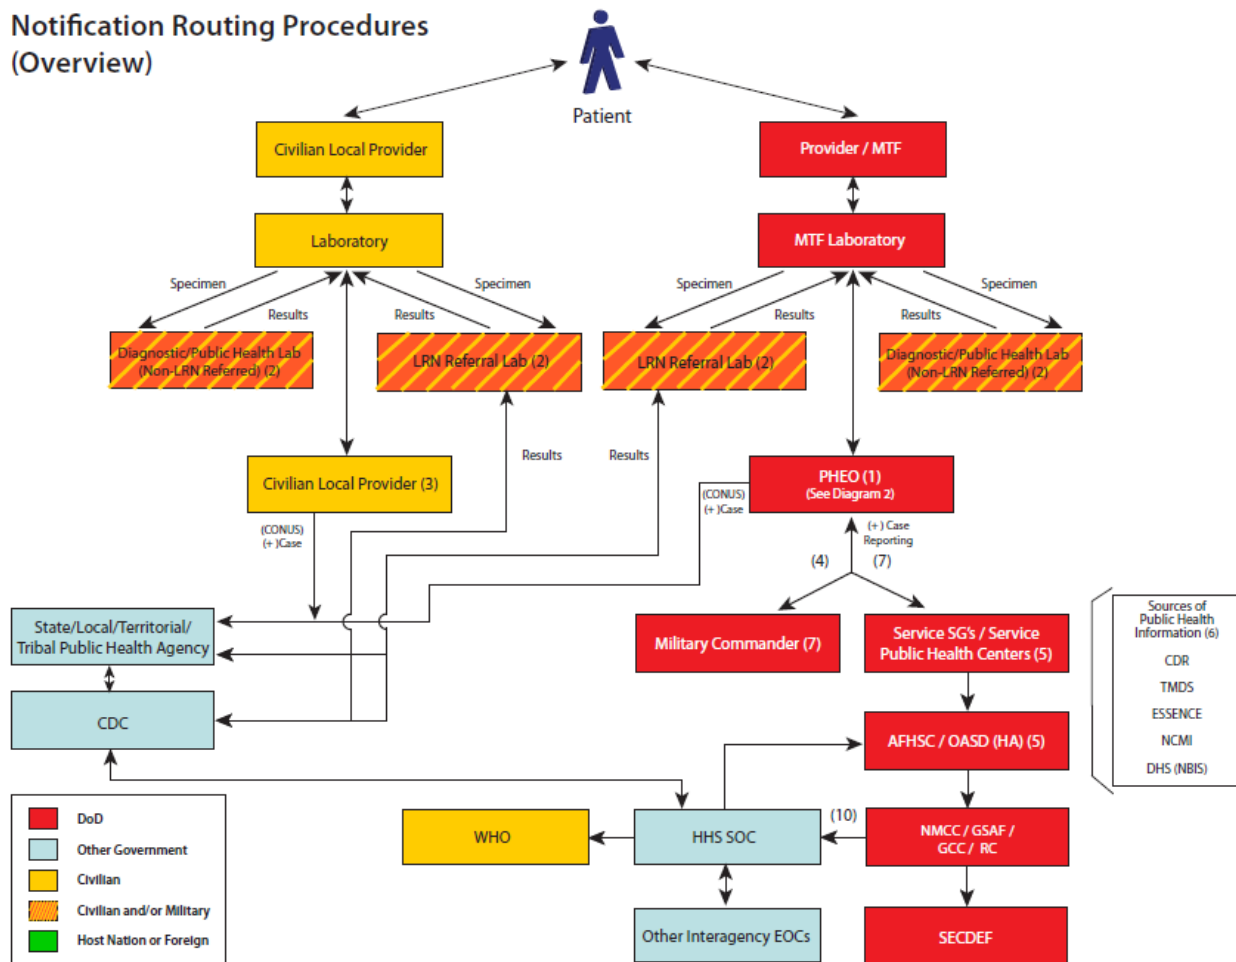 Notification Routing Procedures
(Overview)
Patient
Civilian Local Provider
Provider / MTF
Laboratory
MTF Laboratory
Specimen
Results
Results
Specimen
Specimen
Results
Results
Specimen
Diagnostic/Public Health Lab
(Non-LRN Referred) (2)
LRN Referral Lab (2)
LRN Referral Lab (2)
Diagnostic/Public Health Lab
(Non-LRN Referred) (2)
Results
Results
Civilian Local Provider (3)
PHEO (1)
(See Diagram 2)
(CONUS)
(+)Case
(CONUS)
(+)Case
(+) Case
Reporting
(4)
(7)
State/Local/Territorial/
Tribal Public Health Agency
Military Commander (7)
Service SG's / Service
Public Health Centers (5)
Sources of
Public Health
Information (6)
CDR
TMDS
ESSENCE
NCMI
DHS (NBIS)
CDC
AFHSC / OASD (HA) (5)
WHO
HHS SOC
(10)
NMCC / GSAF /
GCC / RC
Other Interagency EOCs
SECDEF
DoD
Other Government
Civilian
Civilian and/or Military
Host Nation or Foreign